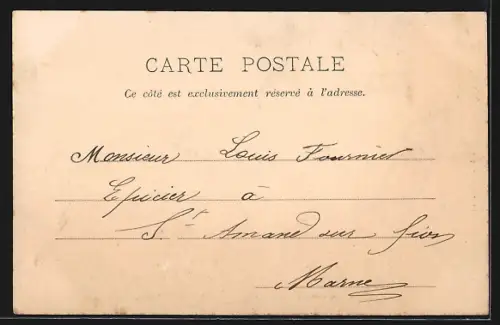 CARTE POSTALE
Ce côté est exclusivement réservé à l'adresse.
Monsieur Louis Fournier
Epicier à
St Amand sur Fion
Marne